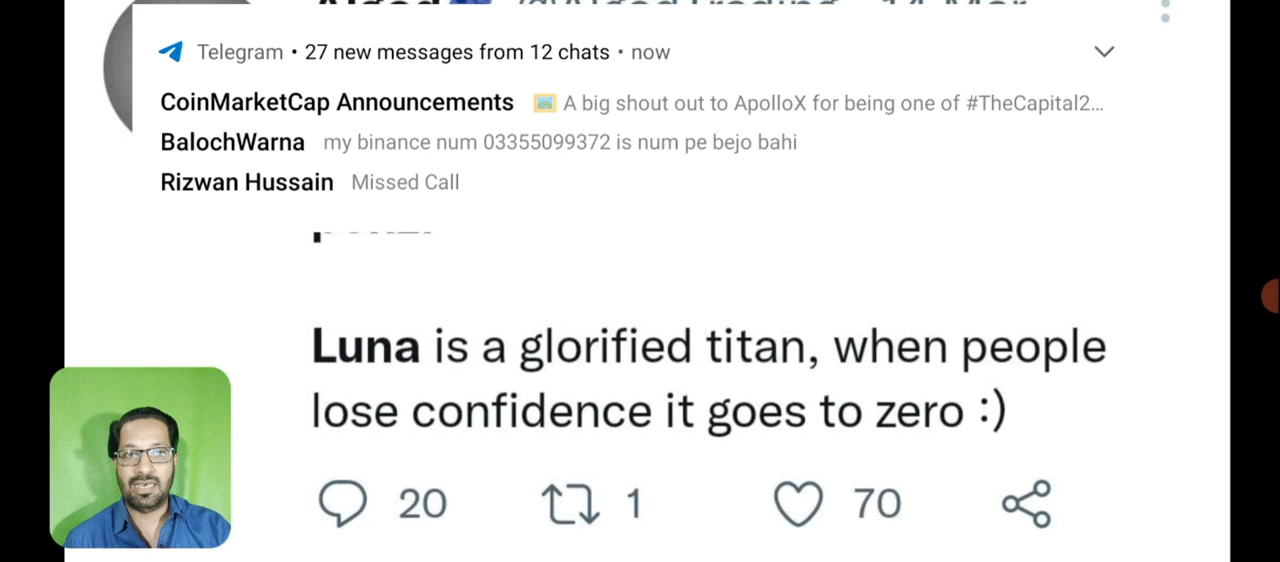 Telegram • 27 new messages from 12 chats • now
CoinMarketCap Announcements A big shout out to ApolloX for being one of #TheCapital2...
BalochWarna my binance num 03355099372 is num pe bejo bahi
Rizwan Hussain Missed Call
Luna is a glorified titan, when people
lose confidence it goes to zero :)
20 1 70